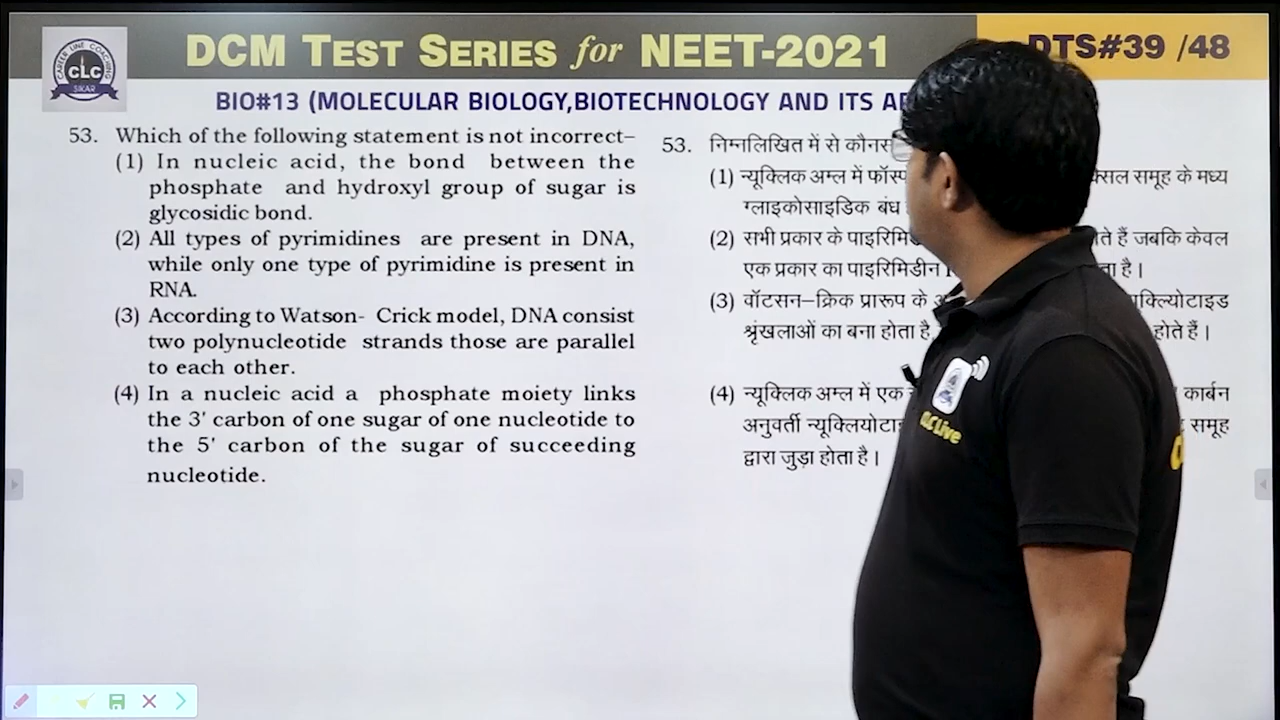 DCM TEST SERIES for NEET-2021
DTS#39 /48
CAREER LINE COACHING
CLC
SIKAR
BIO#13 (MOLECULAR BIOLOGY,BIOTECHNOLOGY AND ITS
53. Which of the following statement is not incorrect–
(1) In nucleic acid, the bond between the
phosphate and hydroxyl group of sugar is
glycosidic bond.
(2) All types of pyrimidines are present in DNA,
while only one type of pyrimidine is present in
RNA.
(3) According to Watson- Crick model, DNA consist
two polynucleotide strands those are parallel
to each other.
(4) In a nucleic acid a phosphate moiety links
the 3' carbon of one sugar of one nucleotide to
the 5' carbon of the sugar of succeeding
nucleotide.
53. निम्नलिखित में से
(1) न्यूक्लिक अम्ल में समूह के मध्य
ग्लाइकोसाइडिक बंध
(2) सभी प्रकार के हैं जबकि केवल
एक प्रकार का पाइरिमिडीन है।
(3) वॉटसन–क्रिक प्रारूप के
श्रृंखलाओं का बना होता है, होते हैं।
(4) न्यूक्लिक अम्ल में एक कार्बन
अनुवर्ती समूह
द्वारा जुड़ा होता है।
CLC Live